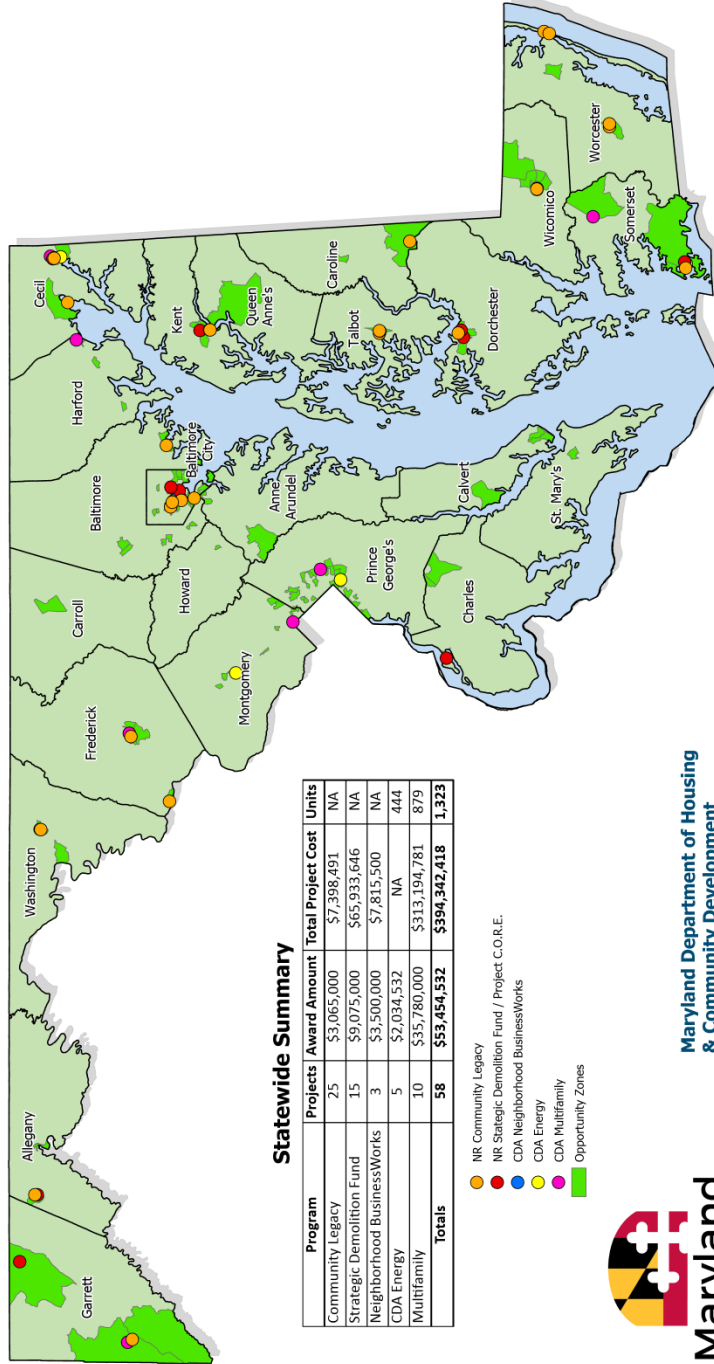 Garrett
Allegany
Washington
Frederick
Carroll
Baltimore
Harford
Cecil
Montgomery
Howard
Baltimore
City
Kent
Queen
Anne's
Anne
Arundel
Prince
George's
Caroline
Talbot
Calvert
Charles
St. Mary's
Dorchester
Wicomico
Somerset
Worcester
Statewide Summary
Program Projects Award Amount Total Project Cost Units
Community Legacy 25 $3,065,000 $7,398,491 NA
Strategic Demolition Fund 15 $9,075,000 $65,933,646 NA
Neighborhood BusinessWorks 3 $3,500,000 $7,815,500 NA
CDA Energy 5 $2,034,532 NA 444
Multifamily 10 $35,780,000 $313,194,781 879
Totals 58 $53,454,532 $394,342,418 1,323
NR Community Legacy
NR Stategic Demolition Fund / Project C.O.R.E.
CDA Neighborhood BusinessWorks
CDA Energy
CDA Multifamily
Opportunity Zones
Maryland
Maryland Department of Housing
& Community Development